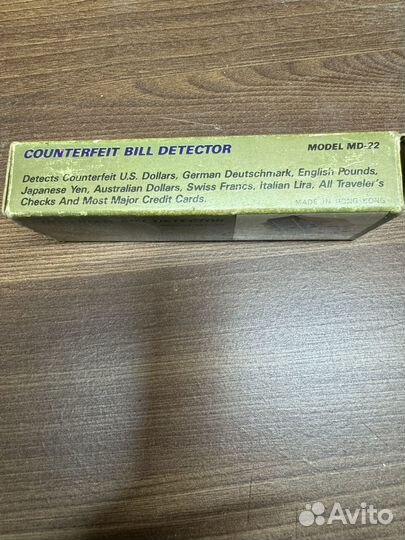 COUNTERFEIT BILL DETECTOR MODEL MD-22
Detects Counterfeit U.S. Dollars, German Deutschmark, English Pounds,
Japanese Yen, Australian Dollars, Swiss Francs, Italian Lira, All Traveler's
Checks And Most Major Credit Cards. MADE IN HONG KONG
Avito